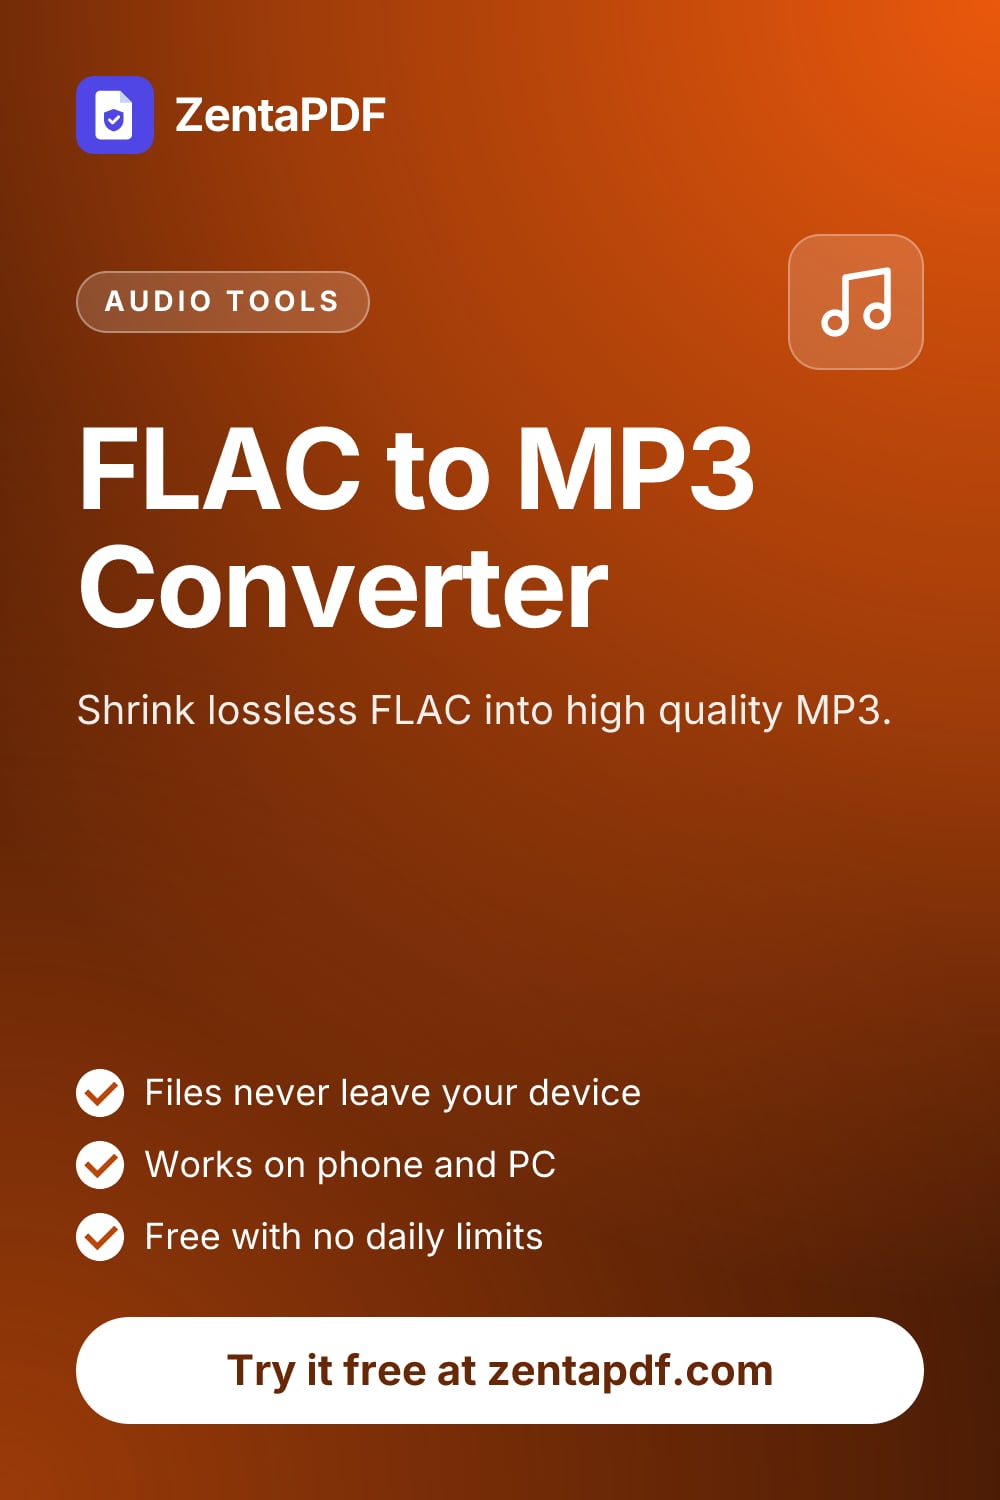 ZentaPDF
AUDIO TOOLS
FLAC to MP3
Converter
Shrink lossless FLAC into high quality MP3.
Files never leave your device
Works on phone and PC
Free with no daily limits
Try it free at zentapdf.com